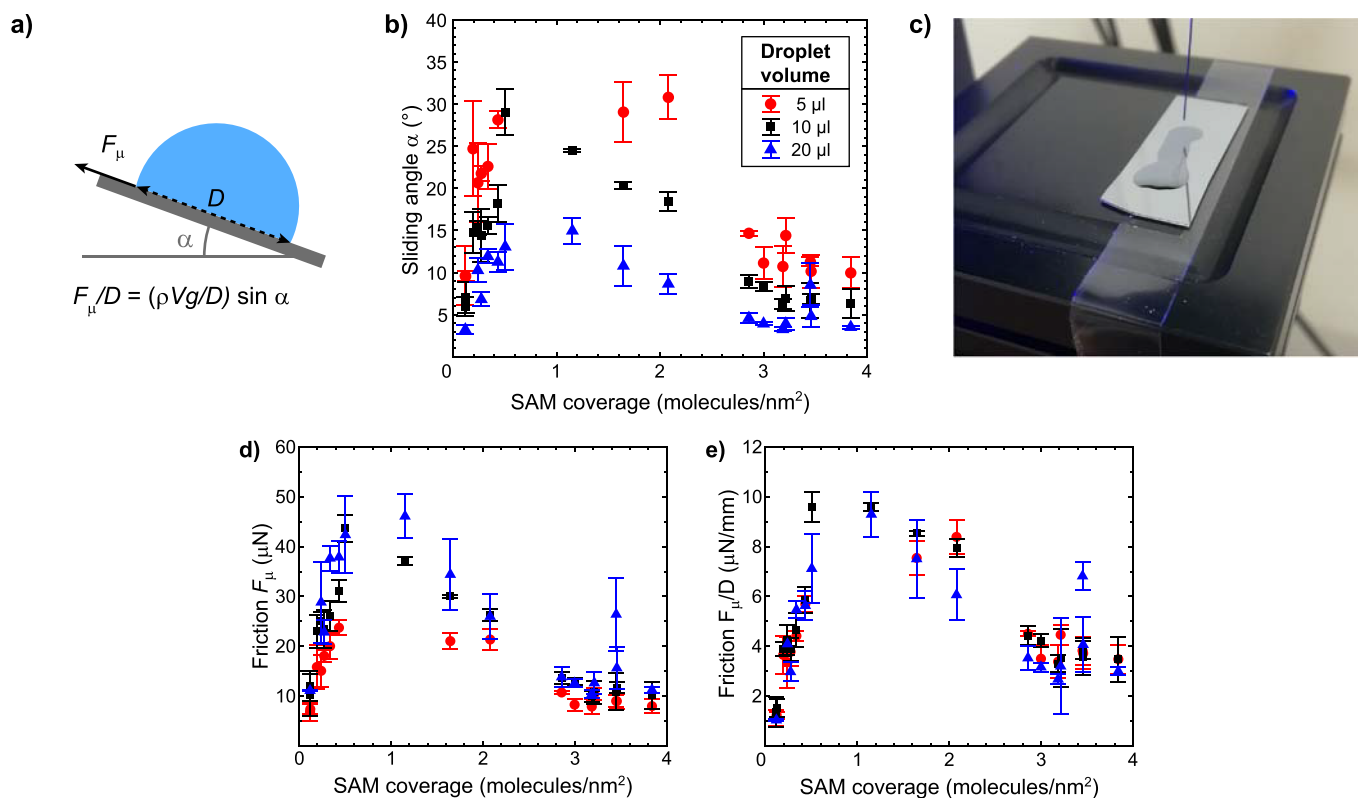 a)
Fμ
D
α
Fμ/D = (ρVg/D) sin α
b)
40
35
30
25
20
15
10
5
0
1
2
3
4
Sliding angle α (°)
SAM coverage (molecules/nm²)
Droplet
volume
5 μl
10 μl
20 μl
c)
d)
60
50
40
30
20
10
0
1
2
3
4
Friction Fμ (μN)
SAM coverage (molecules/nm²)
e)
12
10
8
6
4
2
0
1
2
3
4
Friction Fμ/D (μN/mm)
SAM coverage (molecules/nm²)